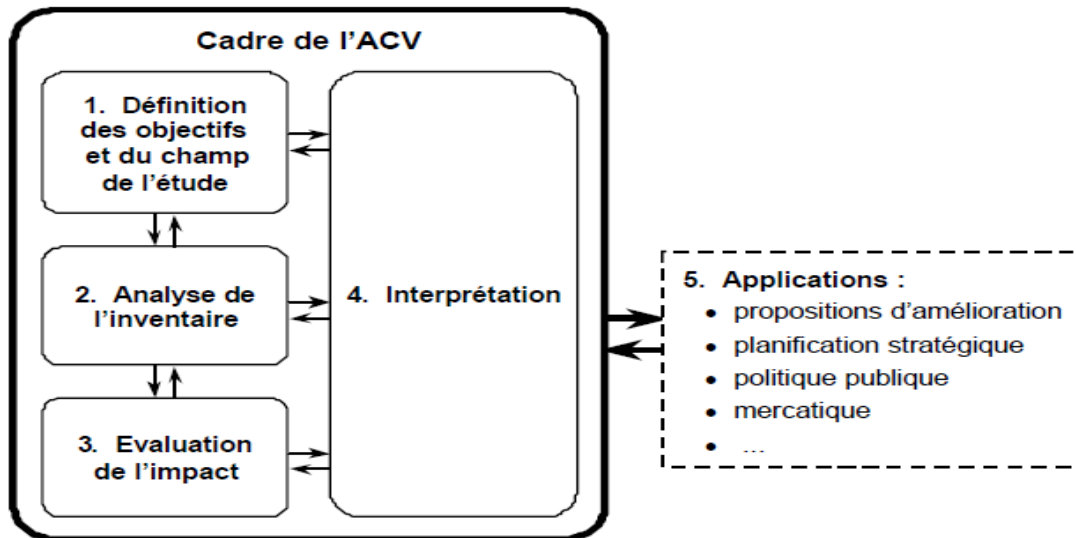 Cadre de l'ACV
1. Définition
des objectifs
et du champ
de l'étude
2. Analyse de
l'inventaire
3. Evaluation
de l'impact
4. Interprétation
5. Applications :
• propositions d'amélioration
• planification stratégique
• politique publique
• mercatique
• ...